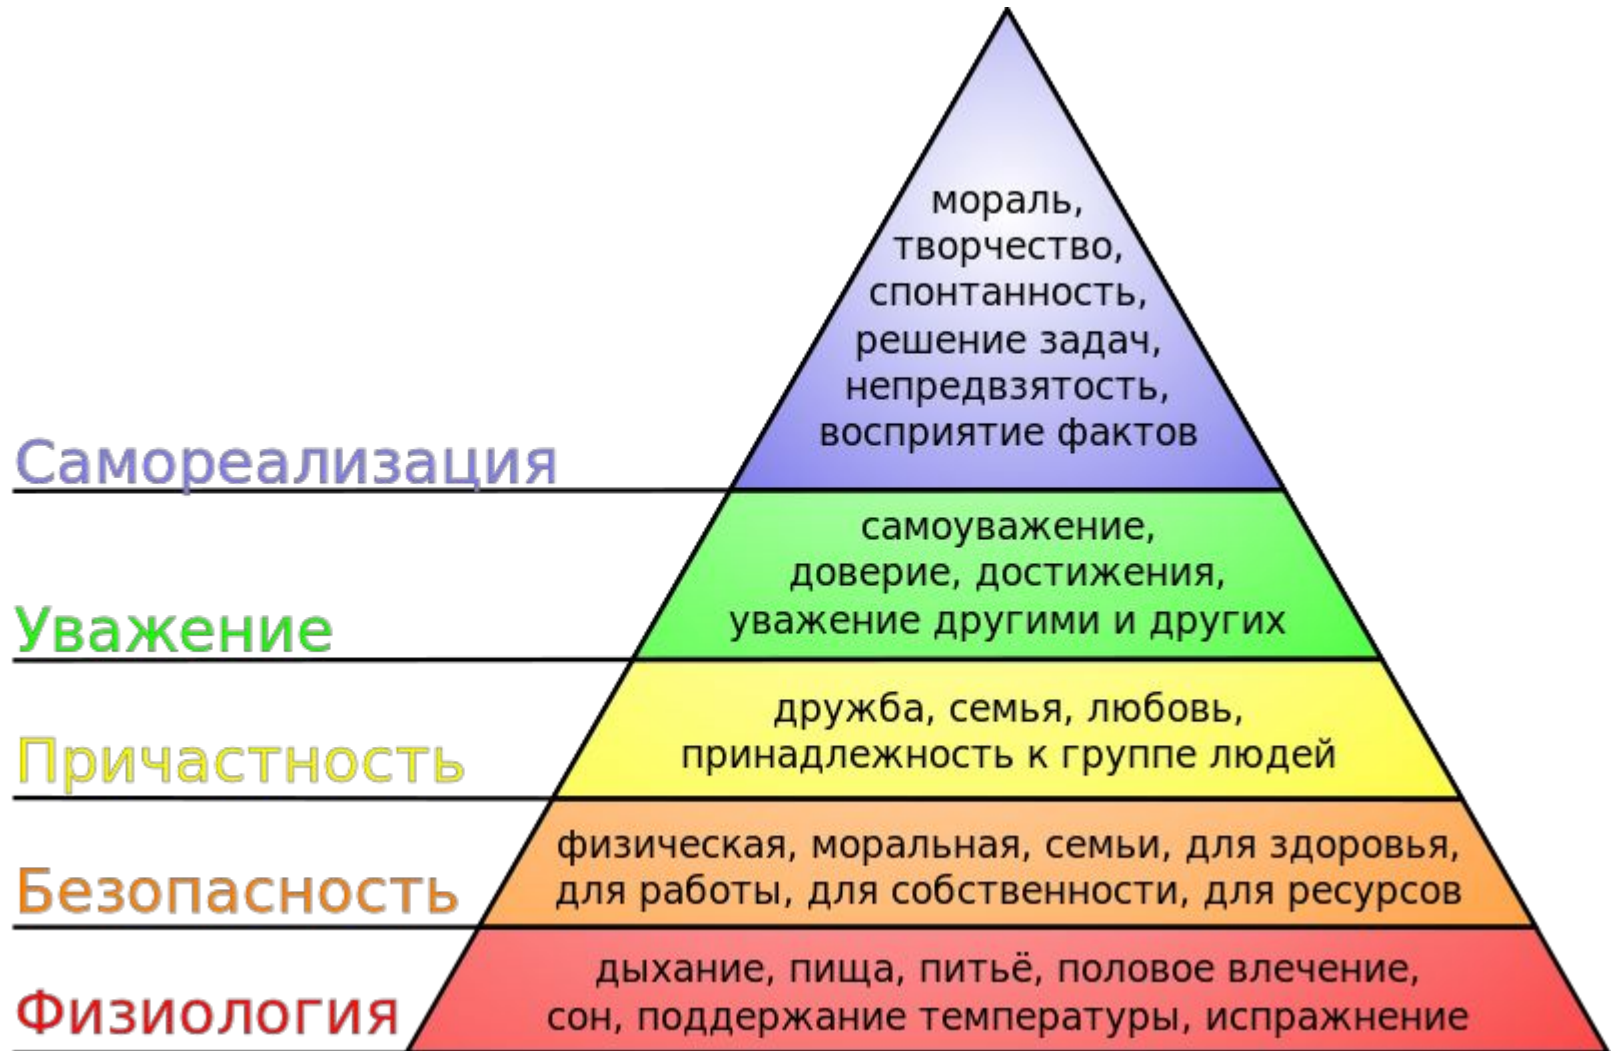 мораль,
творчество,
спонтанность,
решение задач,
непредвзятость,
восприятие фактов
Самореализация
самоуважение,
доверие, достижения,
уважение другими и других
Уважение
дружба, семья, любовь,
принадлежность к группе людей
Причастность
физическая, моральная, семьи, для здоровья,
для работы, для собственности, для ресурсов
Безопасность
дыхание, пища, питьё, половое влечение,
сон, поддержание температуры, испражнение
Физиология